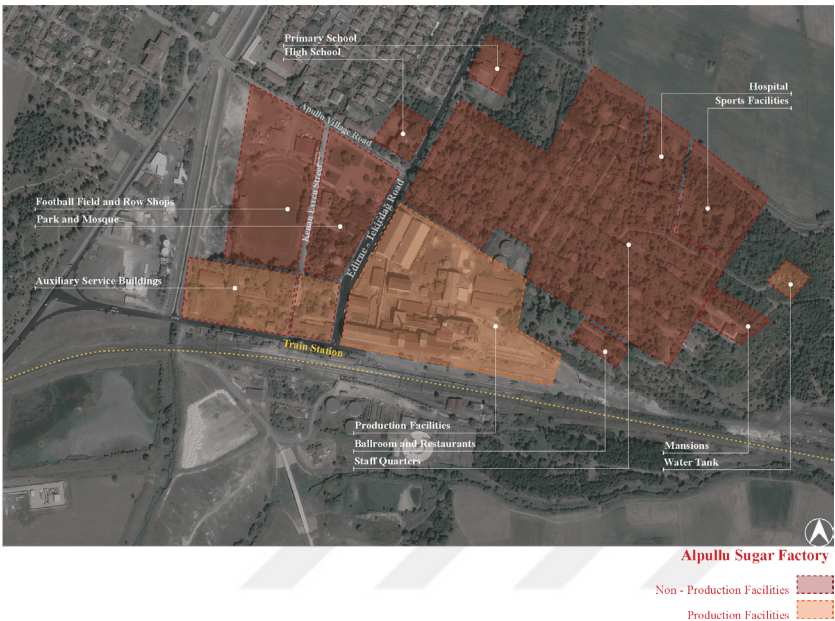 Primary School
High School
Hospital
Sports Facilities
Apullu Village Road
Kenan Evren Street
Edirne - Tekirdağ Road
Football Field and Row Shops
Park and Mosque
Auxiliary Service Buildings
Train Station
Production Facilities
Ballroom and Restaurants
Staff Quarters
Mansions
Water Tank
Alpullu Sugar Factory
Non - Production Facilities
Production Facilities